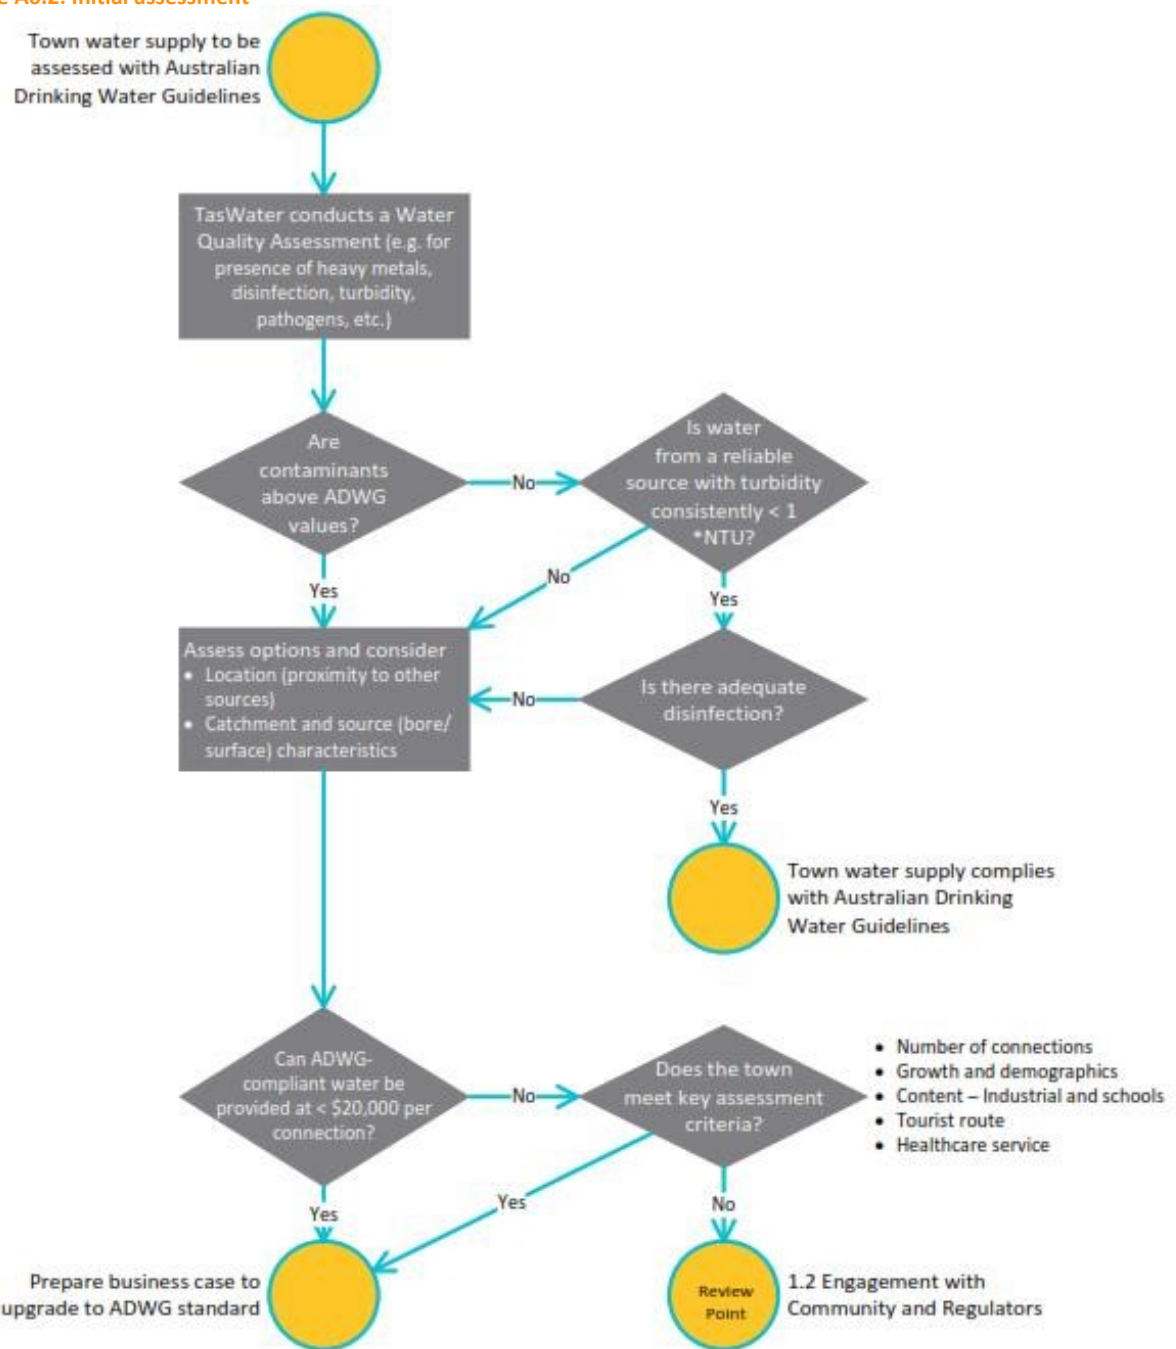 A6.2: Initial assessment
Town water supply to be
assessed with Australian
Drinking Water Guidelines
TasWater conducts a Water
Quality Assessment (e.g. for
presence of heavy metals,
disinfection, turbidity,
pathogens, etc.)
Are
contaminants
above ADWG
values?
No
Is water
from a reliable
source with turbidity
consistently < 1
*NTU?
Yes
No
Yes
Assess options and consider
• Location (proximity to other
sources)
• Catchment and source (bore/
surface) characteristics
No
Is there adequate
disinfection?
Yes
Town water supply complies
with Australian Drinking
Water Guidelines
Can ADWG-
compliant water be
provided at < $20,000 per
connection?
No
Does the town
meet key assessment
criteria?
• Number of connections
• Growth and demographics
• Content – Industrial and schools
• Tourist route
• Healthcare service
Yes
Yes
No
Prepare business case to
upgrade to ADWG standard
Review
Point
1.2 Engagement with
Community and Regulators